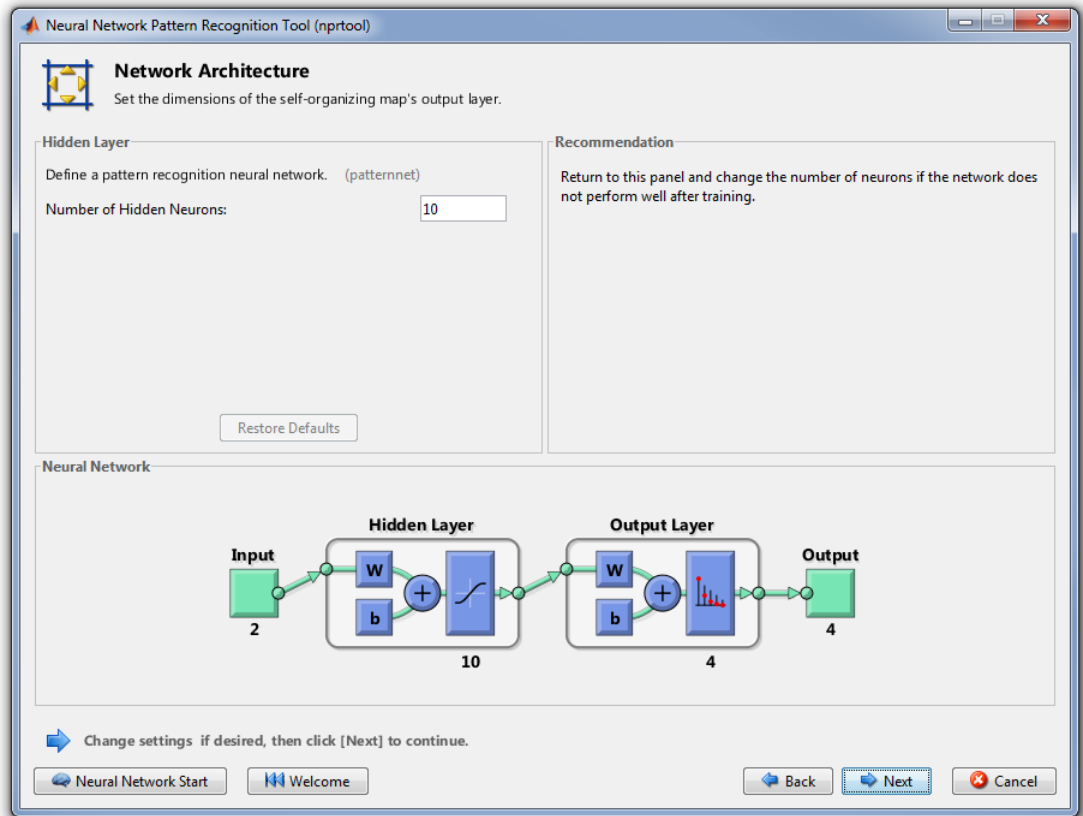 Neural Network Pattern Recognition Tool (nprtool)
Network Architecture
Set the dimensions of the self-organizing map's output layer.
Hidden Layer
Define a pattern recognition neural network. (patternnet)
Number of Hidden Neurons: 10
Restore Defaults
Recommendation
Return to this panel and change the number of neurons if the network does
not perform well after training.
Neural Network
Hidden Layer
Output Layer
Input
Output
W
b
+
W
b
+
2
10
4
4
Change settings if desired, then click [Next] to continue.
Neural Network Start
Welcome
Back
Next
Cancel